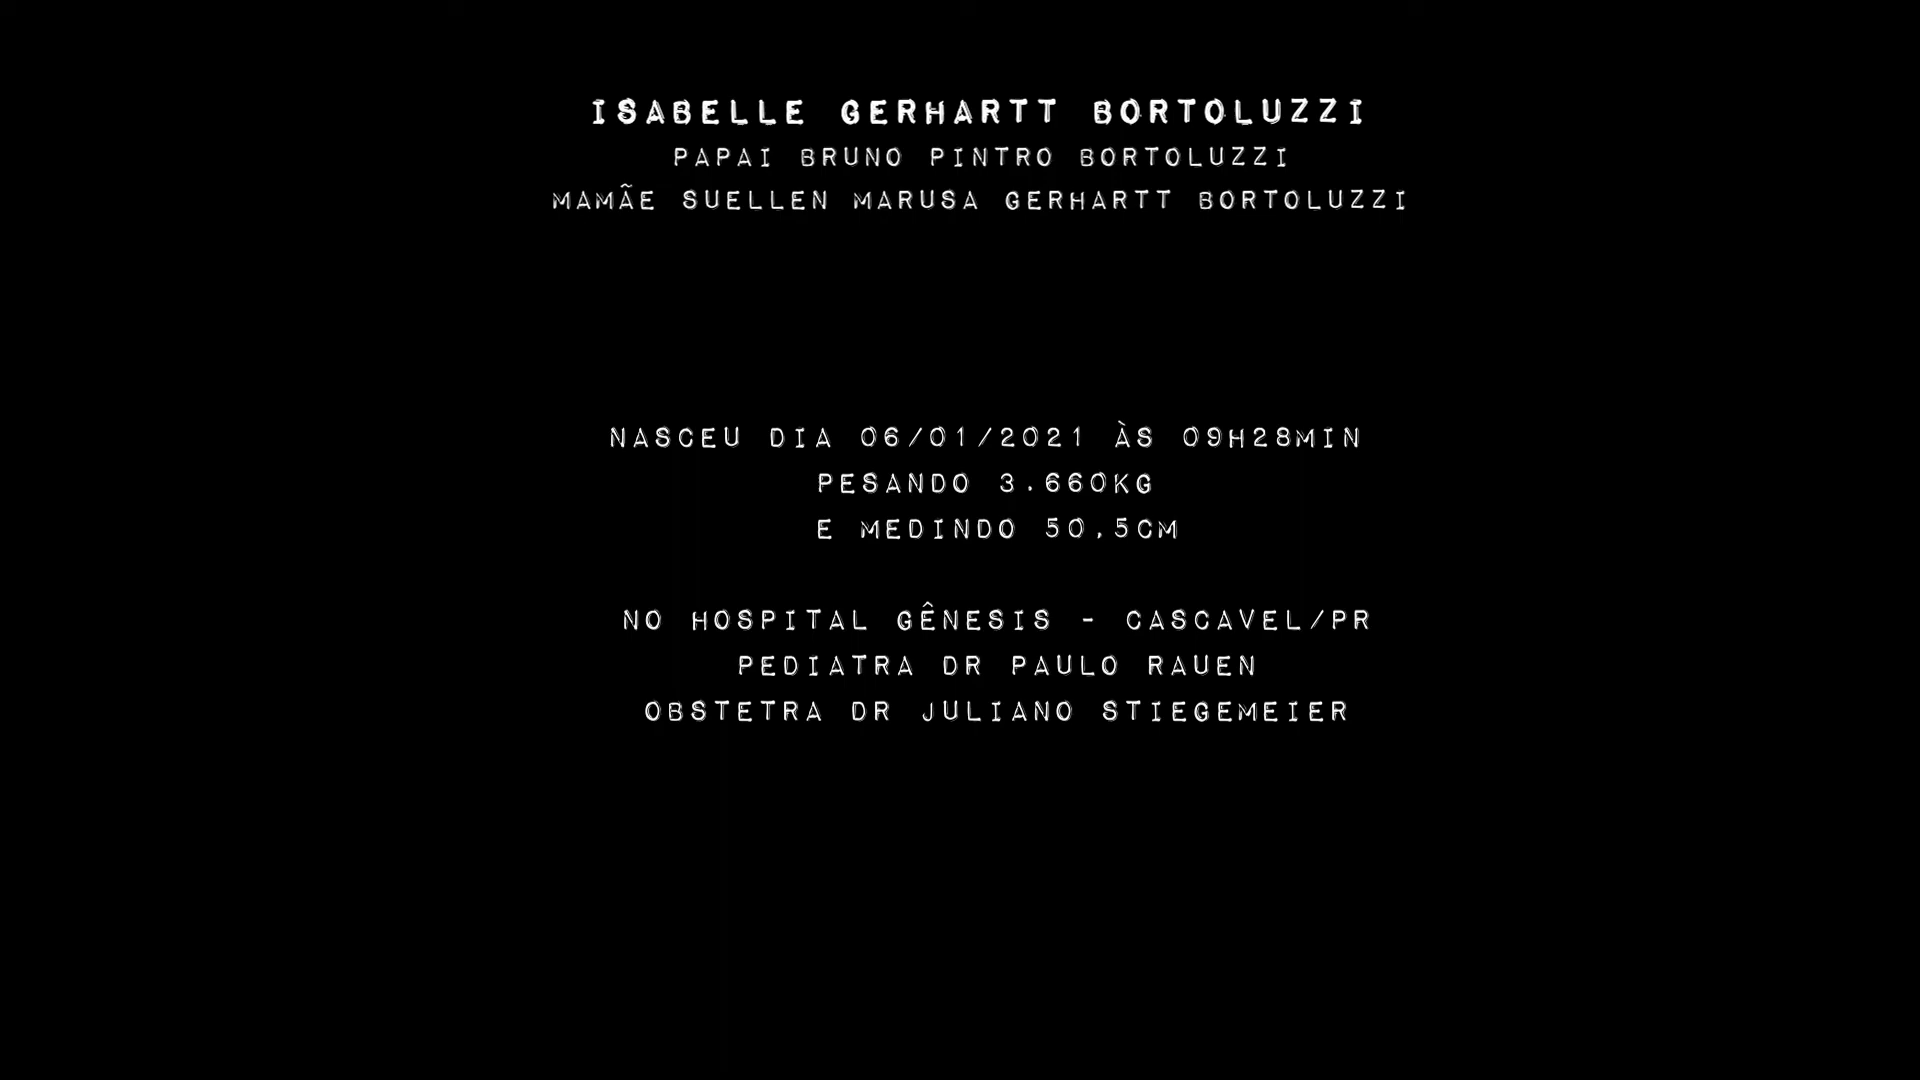 ISABELLE GERHARTT BORTOLUZZI
PAPAI BRUNO PINTRO BORTOLUZZI
MAMÃE SUELLEN MARUSA GERHARTT BORTOLUZZI
NASCEU DIA 06/01/2021 ÀS 09H28MIN
PESANDO 3.660KG
E MEDINDO 50,5CM
NO HOSPITAL GÊNESIS - CASCAVEL/PR
PEDIATRA DR PAULO RAUEN
OBSTETRA DR JULIANO STIEGEMEIER